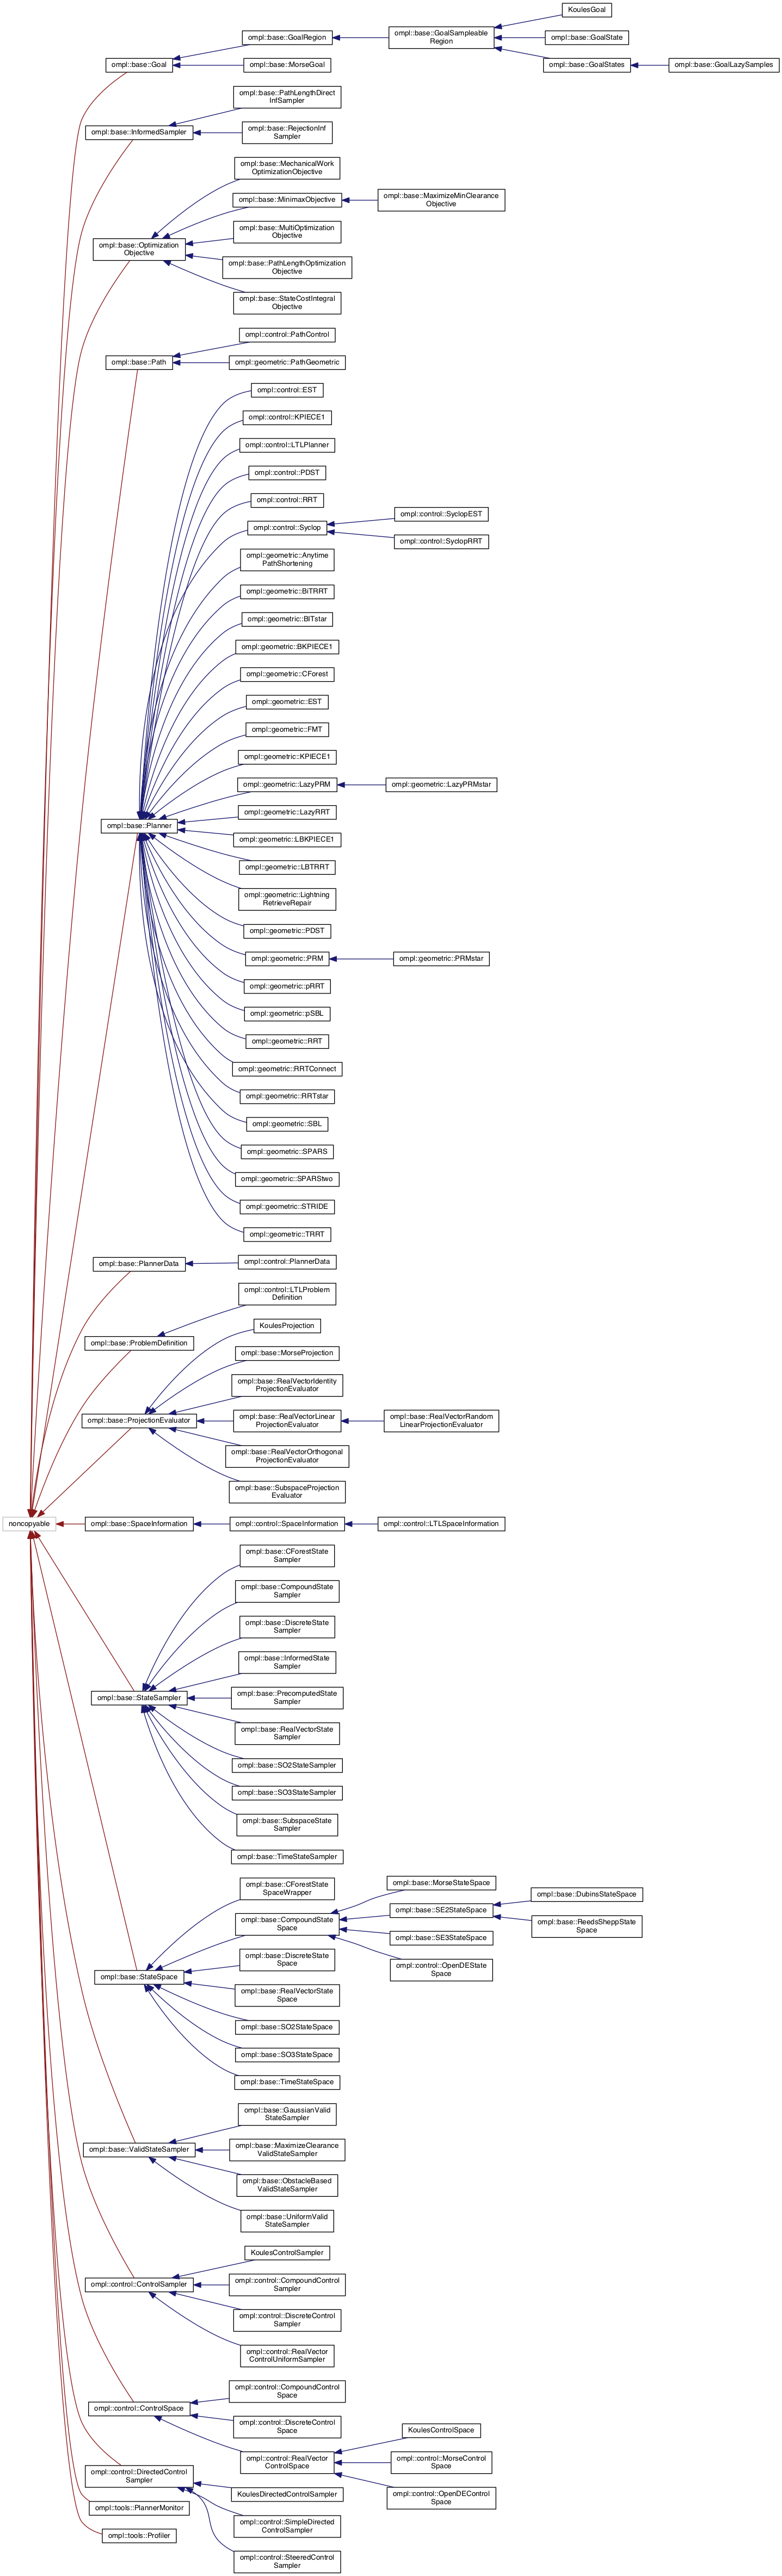 KoulesGoal
ompl::base::GoalRegion
ompl::base::GoalSampleable
Region
ompl::base::GoalState
ompl::base::Goal
ompl::base::MorseGoal
ompl::base::GoalStates
ompl::base::GoalLazySamples
ompl::base::PathLengthDirect
InfSampler
ompl::base::InformedSampler
ompl::base::RejectionInf
Sampler
ompl::base::MechanicalWork
OptimizationObjective
ompl::base::MinimaxObjective
ompl::base::MaximizeMinClearance
Objective
ompl::base::MultiOptimization
Objective
ompl::base::Optimization
Objective
ompl::base::PathLengthOptimization
Objective
ompl::base::StateCostIntegral
Objective
ompl::control::PathControl
ompl::base::Path
ompl::geometric::PathGeometric
ompl::control::EST
ompl::control::KPIECE1
ompl::control::LTLPlanner
ompl::control::PDST
ompl::control::RRT
ompl::control::Syclop
ompl::control::SyclopEST
ompl::control::SyclopRRT
ompl::geometric::Anytime
PathShortening
ompl::geometric::BiTRRT
ompl::geometric::BITstar
ompl::geometric::BKPIECE1
ompl::geometric::CForest
ompl::geometric::EST
ompl::geometric::FMT
ompl::geometric::KPIECE1
ompl::geometric::LazyPRM
ompl::geometric::LazyPRMstar
ompl::geometric::LazyRRT
ompl::base::Planner
ompl::geometric::LBKPIECE1
ompl::geometric::LBTRRT
ompl::geometric::Lightning
RetrieveRepair
ompl::geometric::PDST
ompl::geometric::PRM
ompl::geometric::PRMstar
ompl::geometric::pRRT
ompl::geometric::pSBL
ompl::geometric::RRT
ompl::geometric::RRTConnect
ompl::geometric::RRTstar
ompl::geometric::SBL
ompl::geometric::SPARS
ompl::geometric::SPARStwo
ompl::geometric::STRIDE
ompl::geometric::TRRT
ompl::base::PlannerData
ompl::control::PlannerData
ompl::control::LTLProblem
Definition
ompl::base::ProblemDefinition
KoulesProjection
ompl::base::MorseProjection
ompl::base::RealVectorIdentity
ProjectionEvaluator
ompl::base::ProjectionEvaluator
ompl::base::RealVectorLinear
ProjectionEvaluator
ompl::base::RealVectorRandom
LinearProjectionEvaluator
ompl::base::RealVectorOrthogonal
ProjectionEvaluator
ompl::base::SubspaceProjection
Evaluator
noncopyable
ompl::base::SpaceInformation
ompl::control::SpaceInformation
ompl::control::LTLSpaceInformation
ompl::base::CForestState
Sampler
ompl::base::CompoundState
Sampler
ompl::base::DiscreteState
Sampler
ompl::base::InformedState
Sampler
ompl::base::StateSampler
ompl::base::PrecomputedState
Sampler
ompl::base::RealVectorState
Sampler
ompl::base::SO2StateSampler
ompl::base::SO3StateSampler
ompl::base::SubspaceState
Sampler
ompl::base::TimeStateSampler
ompl::base::CForestState
SpaceWrapper
ompl::base::MorseStateSpace
ompl::base::CompoundState
Space
ompl::base::SE2StateSpace
ompl::base::DubinsStateSpace
ompl::base::ReedsSheppState
Space
ompl::base::SE3StateSpace
ompl::base::DiscreteState
Space
ompl::control::OpenDEState
Space
ompl::base::StateSpace
ompl::base::RealVectorState
Space
ompl::base::SO2StateSpace
ompl::base::SO3StateSpace
ompl::base::TimeStateSpace
ompl::base::GaussianValid
StateSampler
ompl::base::ValidStateSampler
ompl::base::MaximizeClearance
ValidStateSampler
ompl::base::ObstacleBased
ValidStateSampler
ompl::base::UniformValid
StateSampler
KoulesControlSampler
ompl::control::ControlSampler
ompl::control::CompoundControl
Sampler
ompl::control::DiscreteControl
Sampler
ompl::control::RealVector
ControlUniformSampler
ompl::control::CompoundControl
Space
ompl::control::ControlSpace
ompl::control::DiscreteControl
Space
KoulesControlSpace
ompl::control::RealVector
ControlSpace
ompl::control::MorseControl
Space
ompl::control::OpenDEControl
Space
ompl::control::DirectedControl
Sampler
KoulesDirectedControlSampler
ompl::tools::PlannerMonitor
ompl::control::SimpleDirected
ControlSampler
ompl::tools::Profiler
ompl::control::SteeredControl
Sampler